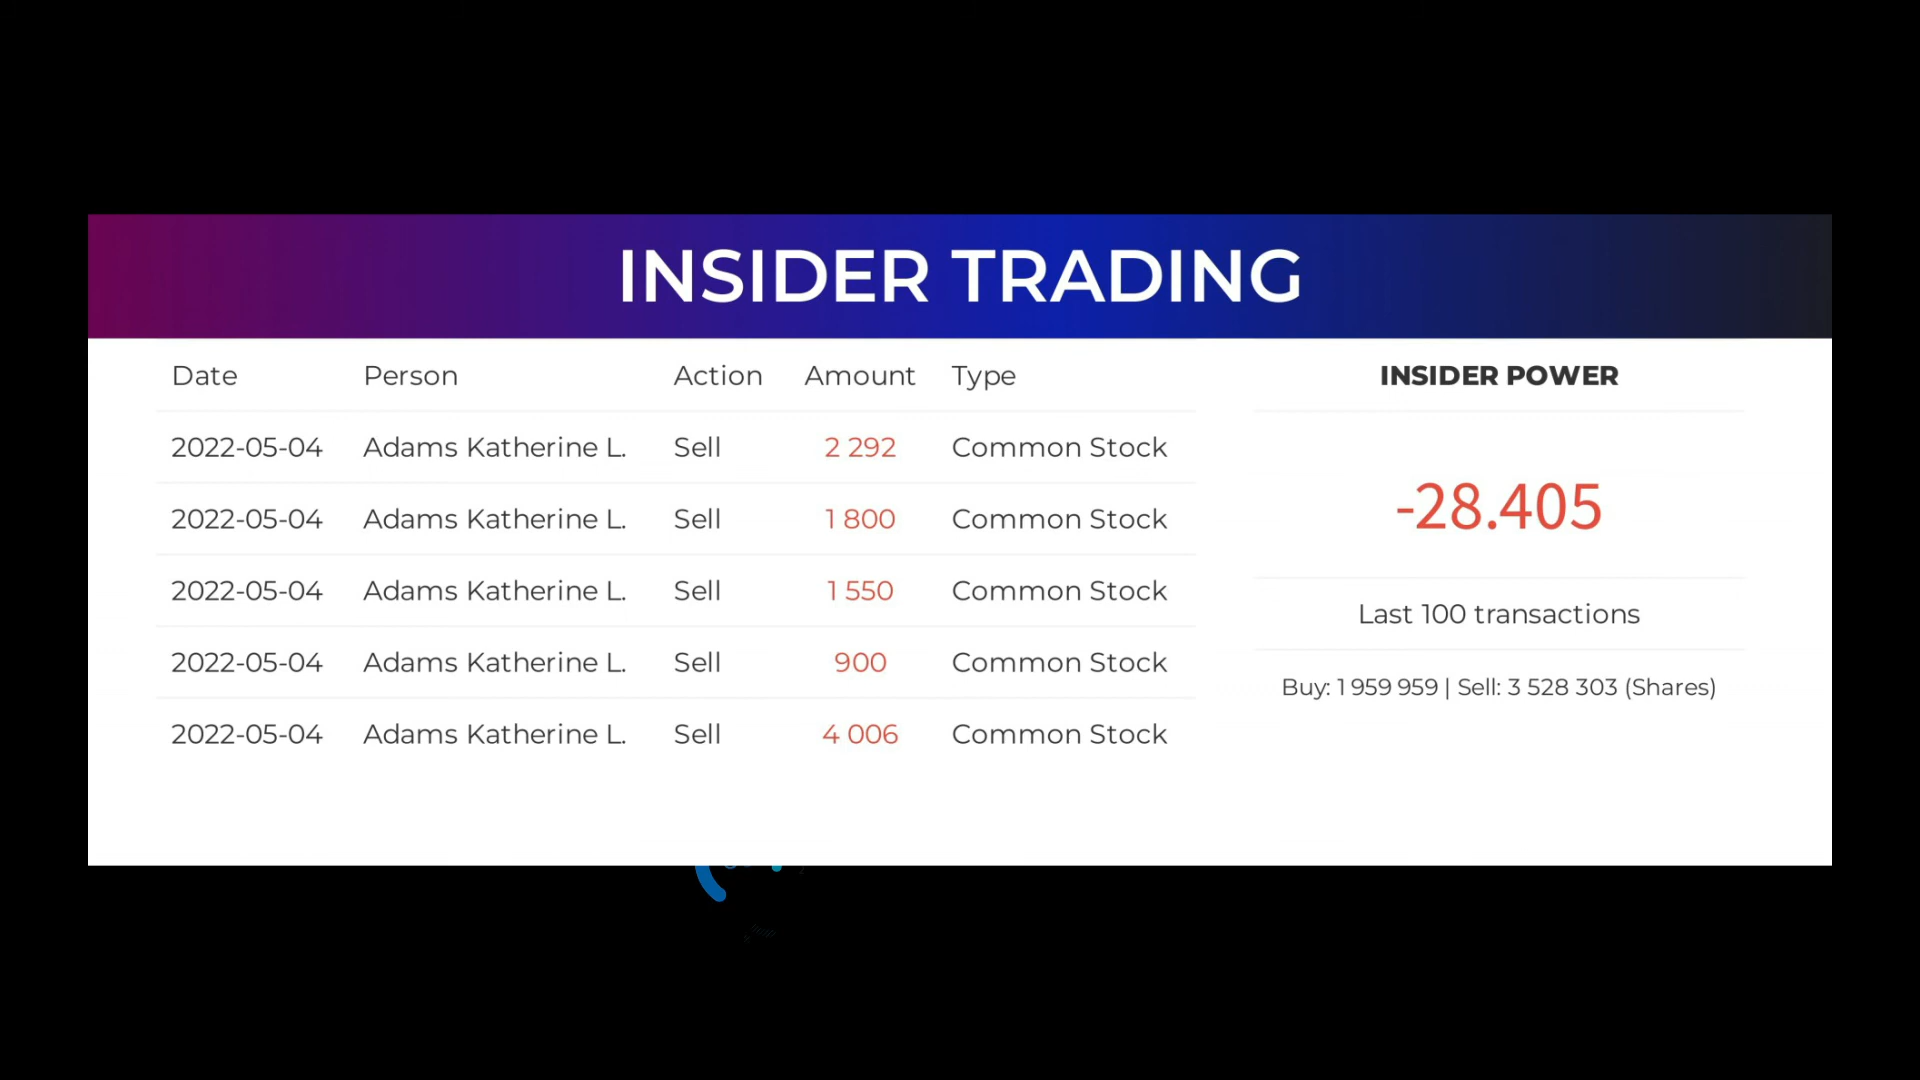 INSIDER TRADING
Date Person Action Amount Type
2022-05-04 Adams Katherine L. Sell 2 292 Common Stock
2022-05-04 Adams Katherine L. Sell 1 800 Common Stock
2022-05-04 Adams Katherine L. Sell 1 550 Common Stock
2022-05-04 Adams Katherine L. Sell 900 Common Stock
2022-05-04 Adams Katherine L. Sell 4 006 Common Stock
INSIDER POWER
-28.405
Last 100 transactions
Buy: 1 959 959 | Sell: 3 528 303 (Shares)